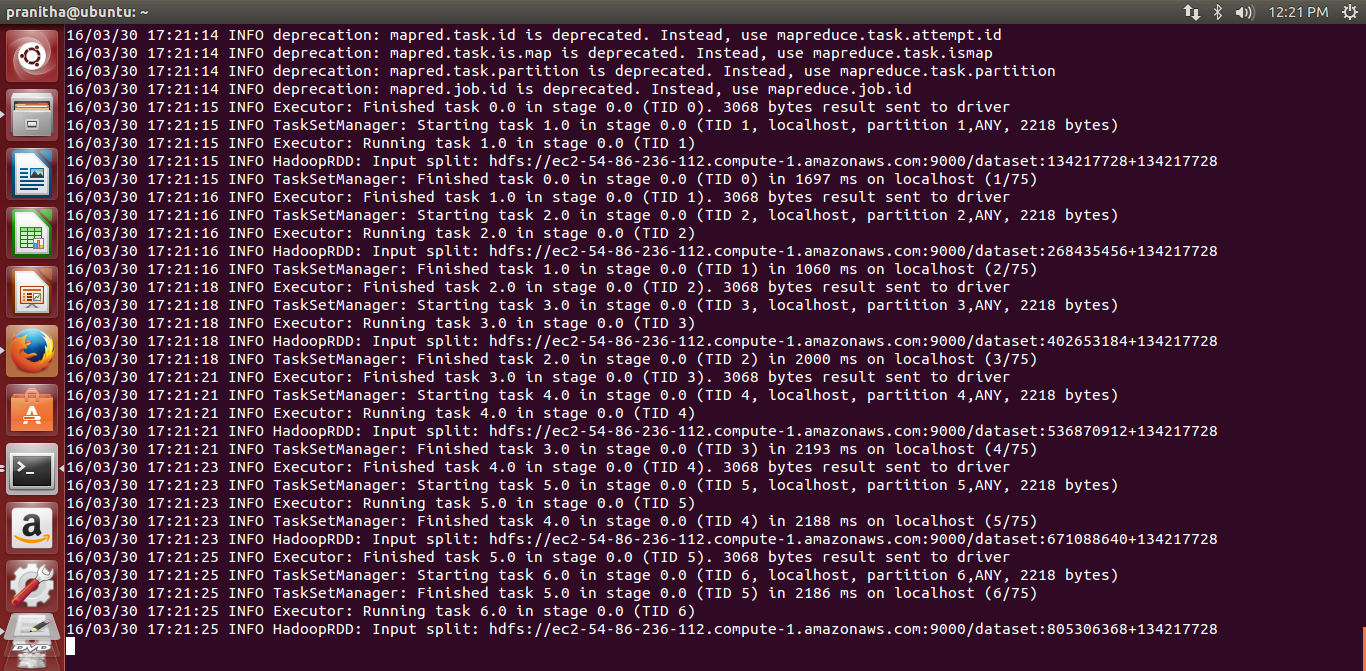 pranitha@ubuntu: ~
12:21 PM
16/03/30 17:21:14 INFO deprecation: mapred.task.id is deprecated. Instead, use mapreduce.task.attempt.id
16/03/30 17:21:14 INFO deprecation: mapred.task.is.map is deprecated. Instead, use mapreduce.task.ismap
16/03/30 17:21:14 INFO deprecation: mapred.task.partition is deprecated. Instead, use mapreduce.task.partition
16/03/30 17:21:14 INFO deprecation: mapred.job.id is deprecated. Instead, use mapreduce.job.id
16/03/30 17:21:15 INFO Executor: Finished task 0.0 in stage 0.0 (TID 0). 3068 bytes result sent to driver
16/03/30 17:21:15 INFO TaskSetManager: Starting task 1.0 in stage 0.0 (TID 1, localhost, partition 1,ANY, 2218 bytes)
16/03/30 17:21:15 INFO Executor: Running task 1.0 in stage 0.0 (TID 1)
16/03/30 17:21:15 INFO HadoopRDD: Input split: hdfs://ec2-54-86-236-112.compute-1.amazonaws.com:9000/dataset:134217728+134217728
16/03/30 17:21:15 INFO TaskSetManager: Finished task 0.0 in stage 0.0 (TID 0) in 1697 ms on localhost (1/75)
16/03/30 17:21:16 INFO Executor: Finished task 1.0 in stage 0.0 (TID 1). 3068 bytes result sent to driver
16/03/30 17:21:16 INFO TaskSetManager: Starting task 2.0 in stage 0.0 (TID 2, localhost, partition 2,ANY, 2218 bytes)
16/03/30 17:21:16 INFO Executor: Running task 2.0 in stage 0.0 (TID 2)
16/03/30 17:21:16 INFO HadoopRDD: Input split: hdfs://ec2-54-86-236-112.compute-1.amazonaws.com:9000/dataset:268435456+134217728
16/03/30 17:21:16 INFO TaskSetManager: Finished task 1.0 in stage 0.0 (TID 1) in 1060 ms on localhost (2/75)
16/03/30 17:21:18 INFO Executor: Finished task 2.0 in stage 0.0 (TID 2). 3068 bytes result sent to driver
16/03/30 17:21:18 INFO TaskSetManager: Starting task 3.0 in stage 0.0 (TID 3, localhost, partition 3,ANY, 2218 bytes)
16/03/30 17:21:18 INFO Executor: Running task 3.0 in stage 0.0 (TID 3)
16/03/30 17:21:18 INFO HadoopRDD: Input split: hdfs://ec2-54-86-236-112.compute-1.amazonaws.com:9000/dataset:402653184+134217728
16/03/30 17:21:18 INFO TaskSetManager: Finished task 2.0 in stage 0.0 (TID 2) in 2000 ms on localhost (3/75)
16/03/30 17:21:21 INFO Executor: Finished task 3.0 in stage 0.0 (TID 3). 3068 bytes result sent to driver
16/03/30 17:21:21 INFO TaskSetManager: Starting task 4.0 in stage 0.0 (TID 4, localhost, partition 4,ANY, 2218 bytes)
16/03/30 17:21:21 INFO Executor: Running task 4.0 in stage 0.0 (TID 4)
16/03/30 17:21:21 INFO HadoopRDD: Input split: hdfs://ec2-54-86-236-112.compute-1.amazonaws.com:9000/dataset:536870912+134217728
16/03/30 17:21:21 INFO TaskSetManager: Finished task 3.0 in stage 0.0 (TID 3) in 2193 ms on localhost (4/75)
16/03/30 17:21:23 INFO Executor: Finished task 4.0 in stage 0.0 (TID 4). 3068 bytes result sent to driver
16/03/30 17:21:23 INFO TaskSetManager: Starting task 5.0 in stage 0.0 (TID 5, localhost, partition 5,ANY, 2218 bytes)
16/03/30 17:21:23 INFO Executor: Running task 5.0 in stage 0.0 (TID 5)
16/03/30 17:21:23 INFO TaskSetManager: Finished task 4.0 in stage 0.0 (TID 4) in 2188 ms on localhost (5/75)
16/03/30 17:21:23 INFO HadoopRDD: Input split: hdfs://ec2-54-86-236-112.compute-1.amazonaws.com:9000/dataset:671088640+134217728
16/03/30 17:21:25 INFO Executor: Finished task 5.0 in stage 0.0 (TID 5). 3068 bytes result sent to driver
16/03/30 17:21:25 INFO TaskSetManager: Starting task 6.0 in stage 0.0 (TID 6, localhost, partition 6,ANY, 2218 bytes)
16/03/30 17:21:25 INFO TaskSetManager: Finished task 5.0 in stage 0.0 (TID 5) in 2186 ms on localhost (6/75)
16/03/30 17:21:25 INFO Executor: Running task 6.0 in stage 0.0 (TID 6)
16/03/30 17:21:25 INFO HadoopRDD: Input split: hdfs://ec2-54-86-236-112.compute-1.amazonaws.com:9000/dataset:805306368+134217728
DVD